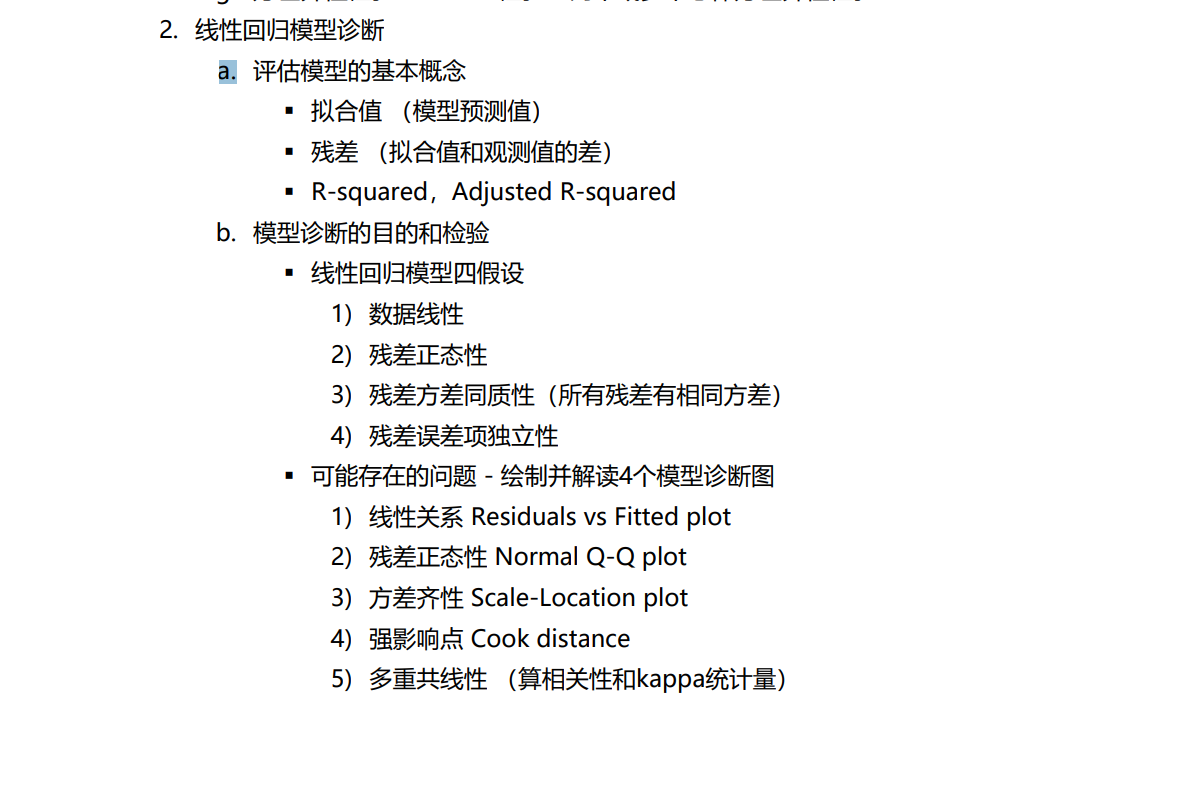 2. 线性回归模型诊断
a. 评估模型的基本概念
▪ 拟合值 （模型预测值）
▪ 残差 （拟合值和观测值的差）
▪ R-squared，Adjusted R-squared
b. 模型诊断的目的和检验
▪ 线性回归模型四假设
1) 数据线性
2) 残差正态性
3) 残差方差同质性（所有残差有相同方差）
4) 残差误差项独立性
▪ 可能存在的问题 - 绘制并解读4个模型诊断图
1) 线性关系 Residuals vs Fitted plot
2) 残差正态性 Normal Q-Q plot
3) 方差齐性 Scale-Location plot
4) 强影响点 Cook distance
5) 多重共线性 （算相关性和kappa统计量）